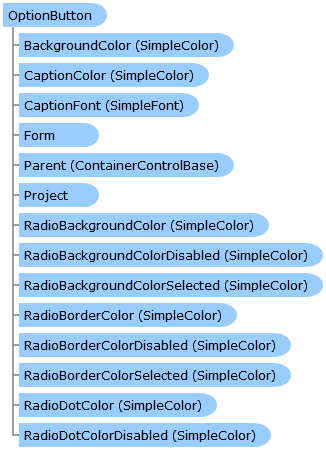 OptionButton
BackgroundColor (SimpleColor)
CaptionColor (SimpleColor)
CaptionFont (SimpleFont)
Form
Parent (ContainerControlBase)
Project
RadioBackgroundColor (SimpleColor)
RadioBackgroundColorDisabled (SimpleColor)
RadioBackgroundColorSelected (SimpleColor)
RadioBorderColor (SimpleColor)
RadioBorderColorDisabled (SimpleColor)
RadioBorderColorSelected (SimpleColor)
RadioDotColor (SimpleColor)
RadioDotColorDisabled (SimpleColor)